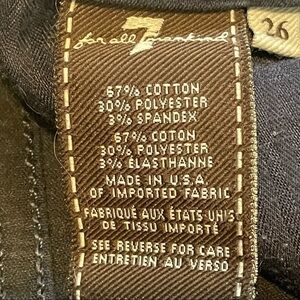 7
for all mankind
26
67% COTTON
30% POLYESTER
3% SPANDEX
67% COTON
30% POLYESTER
3% ÉLASTHANNE
MADE IN U.S.A.
OF IMPORTED FABRIC
FABRIQUÉ AUX ÉTATS UNIS
DE TISSU IMPORTÉ
SEE REVERSE FOR CARE
ENTRETIEN AU VERSO